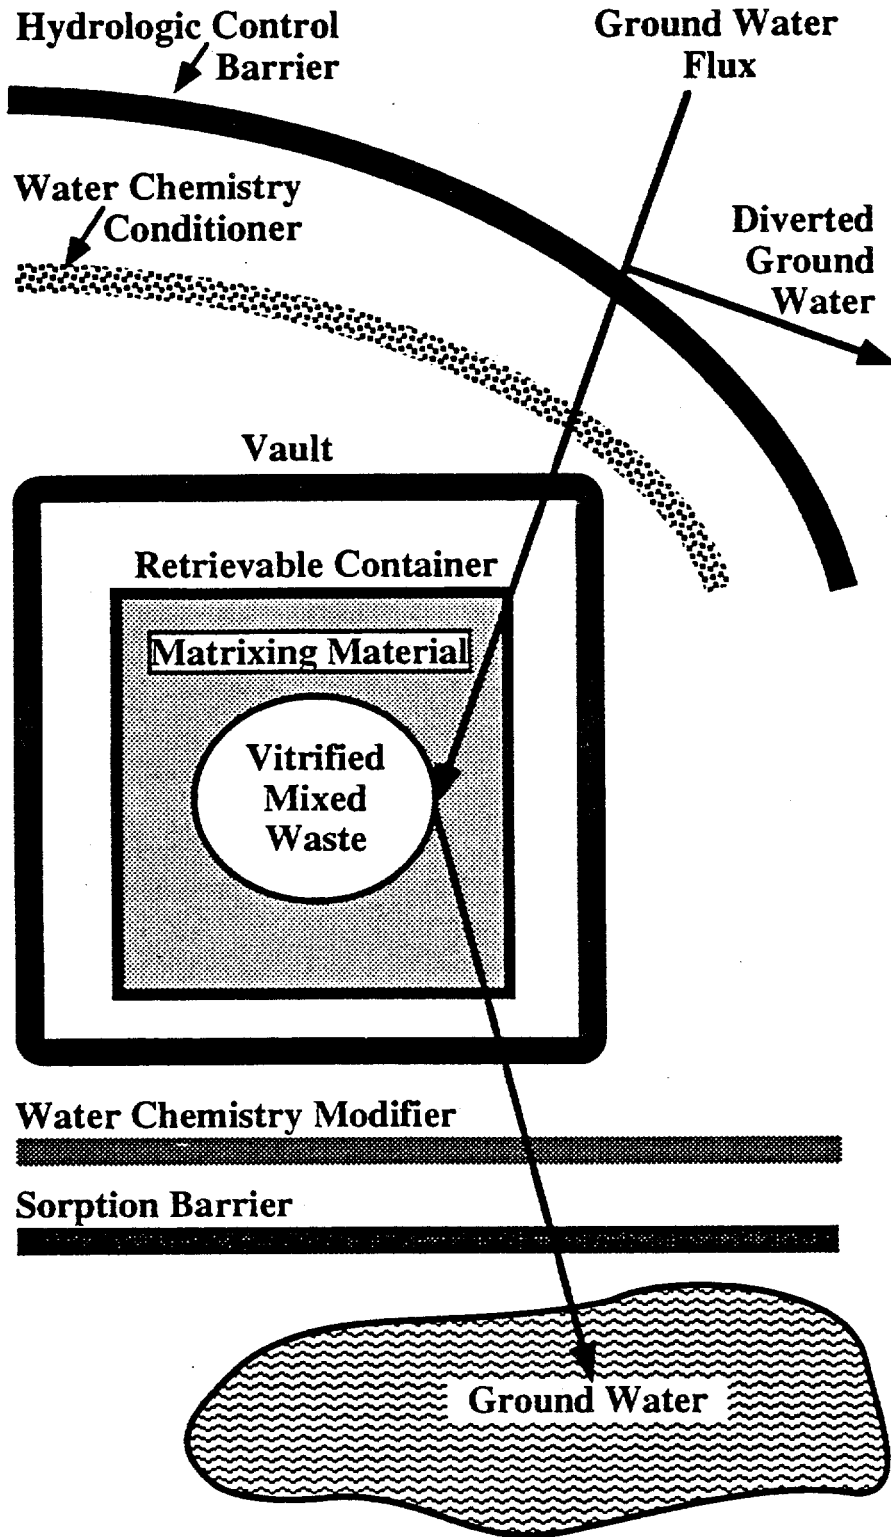 Hydrologic Control
Barrier
Ground Water
Flux
Water Chemistry
Conditioner
Diverted
Ground
Water
Vault
Retrievable Container
Matrixing Material
Vitrified
Mixed
Waste
Water Chemistry Modifier
Sorption Barrier
Ground Water